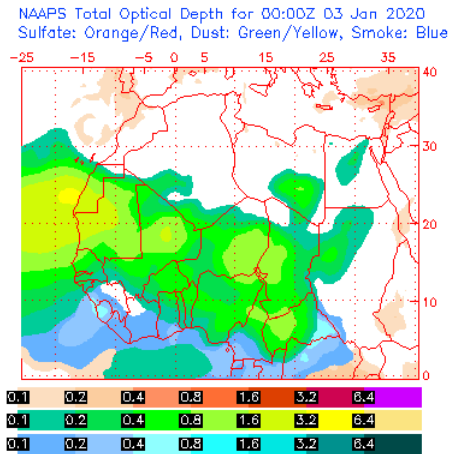 NAAPS Total Optical Depth for 00:00Z 03 Jan 2020
Sulfate: Orange/Red, Dust: Green/Yellow, Smoke: Blue
-25 -15 -5 0 5 15 25 35
40
30
20
10
0
0.1 0.2 0.4 0.8 1.6 3.2 6.4
0.1 0.2 0.4 0.8 1.6 3.2 6.4
0.1 0.2 0.4 0.8 1.6 3.2 6.4